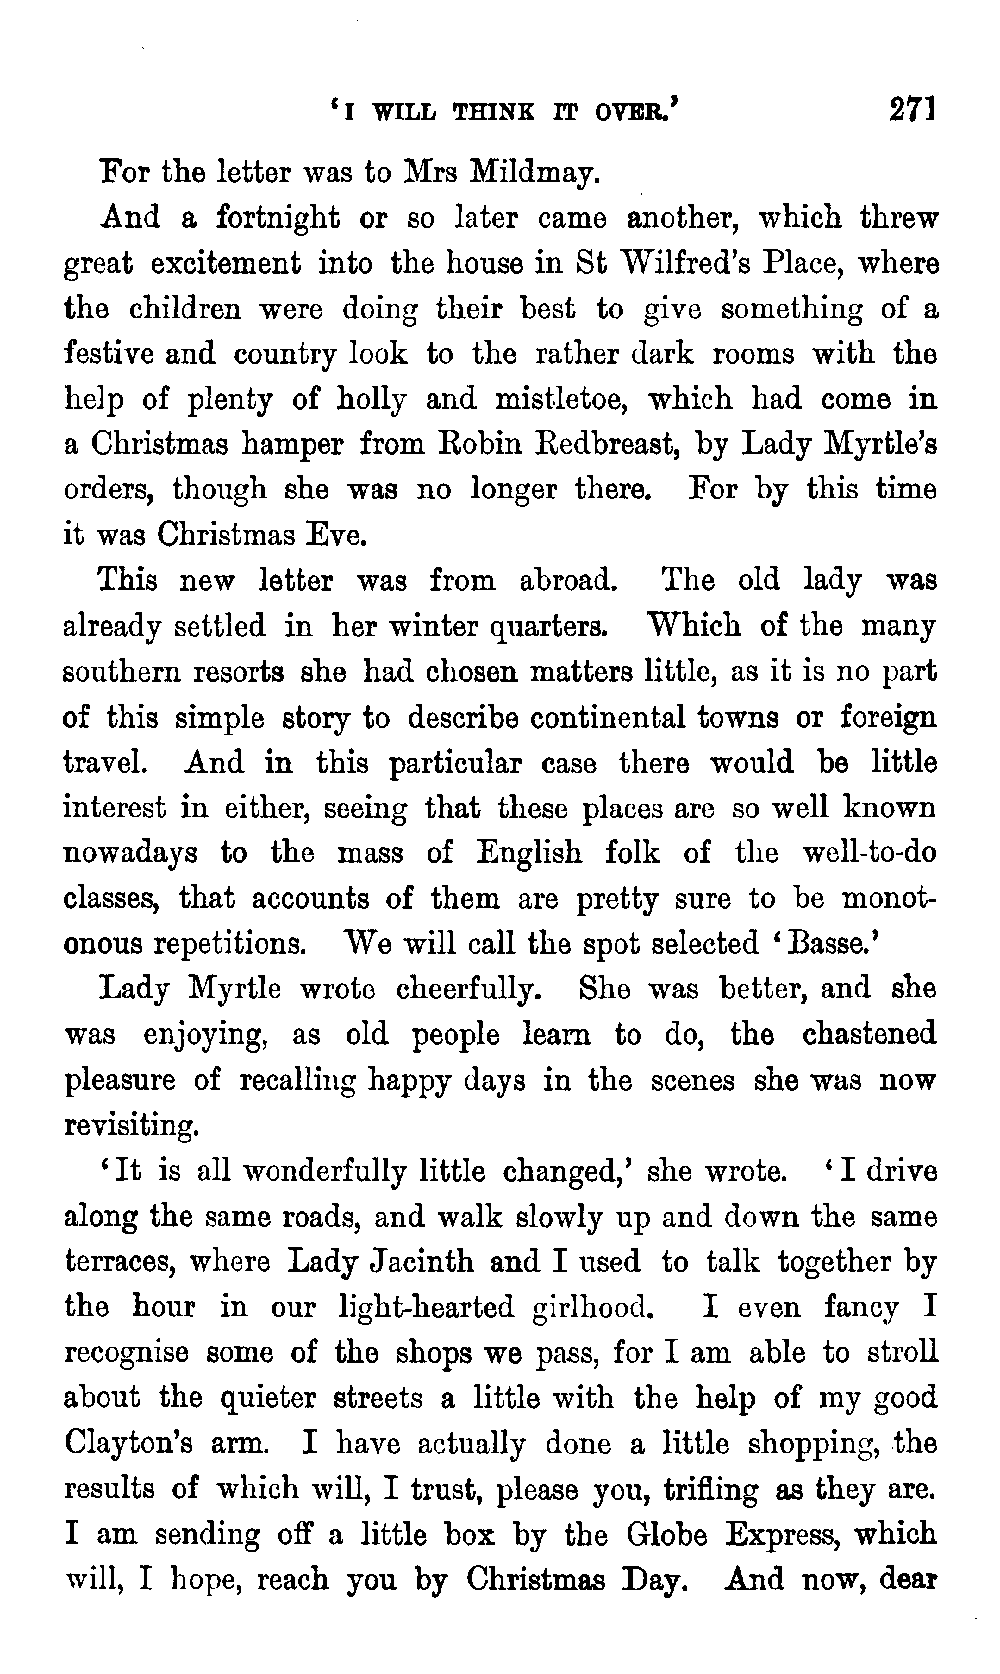 ‘I WILL THINK IT OVER.’ 271
For the letter was to Mrs Mildmay.
And a fortnight or so later came another, which threw
great excitement into the house in St Wilfred’s Place, where
the children were doing their best to give something of a
festive and country look to the rather dark rooms with the
help of plenty of holly and mistletoe, which had come in
a Christmas hamper from Robin Redbreast, by Lady Myrtle’s
orders, though she was no longer there. For by this time
it was Christmas Eve.
This new letter was from abroad. The old lady was
already settled in her winter quarters. Which of the many
southern resorts she had chosen matters little, as it is no part
of this simple story to describe continental towns or foreign
travel. And in this particular case there would be little
interest in either, seeing that these places are so well known
nowadays to the mass of English folk of the well-to-do
classes, that accounts of them are pretty sure to be monot-
onous repetitions. We will call the spot selected ‘Basse.’
Lady Myrtle wrote cheerfully. She was better, and she
was enjoying, as old people learn to do, the chastened
pleasure of recalling happy days in the scenes she was now
revisiting.
‘It is all wonderfully little changed,’ she wrote. ‘I drive
along the same roads, and walk slowly up and down the same
terraces, where Lady Jacinth and I used to talk together by
the hour in our light-hearted girlhood. I even fancy I
recognise some of the shops we pass, for I am able to stroll
about the quieter streets a little with the help of my good
Clayton’s arm. I have actually done a little shopping, the
results of which will, I trust, please you, trifling as they are.
I am sending off a little box by the Globe Express, which
will, I hope, reach you by Christmas Day. And now, dear